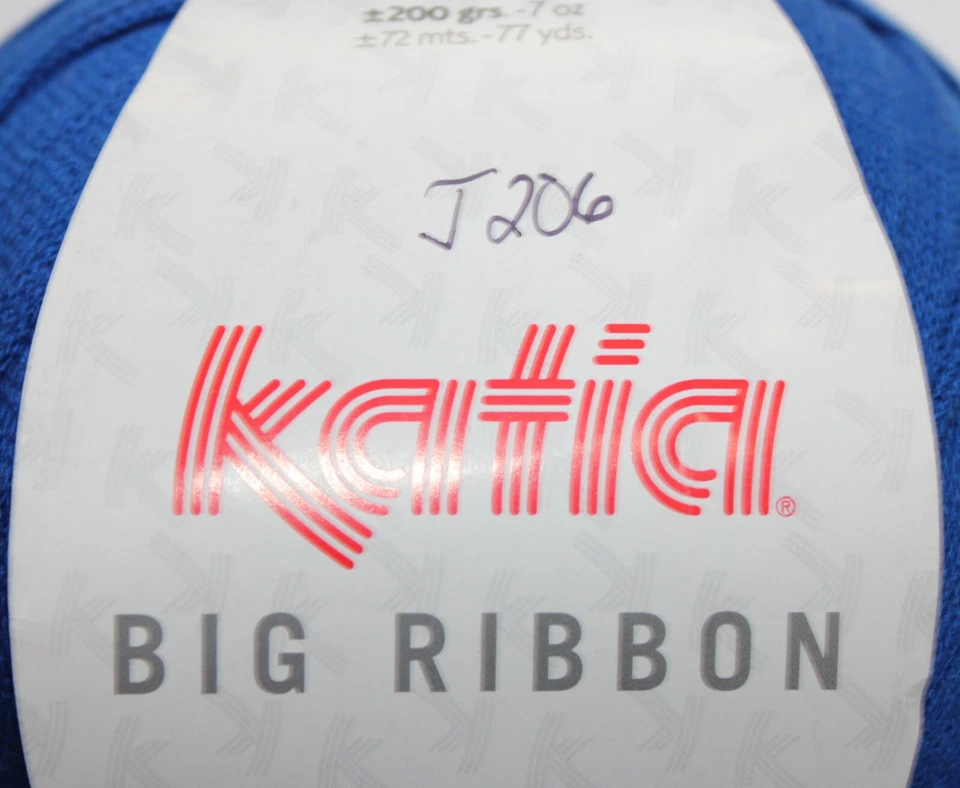 ±200 grs. - 7 oz
±72 mts. - 77 yds.
J206
katia®
BIG RIBBON